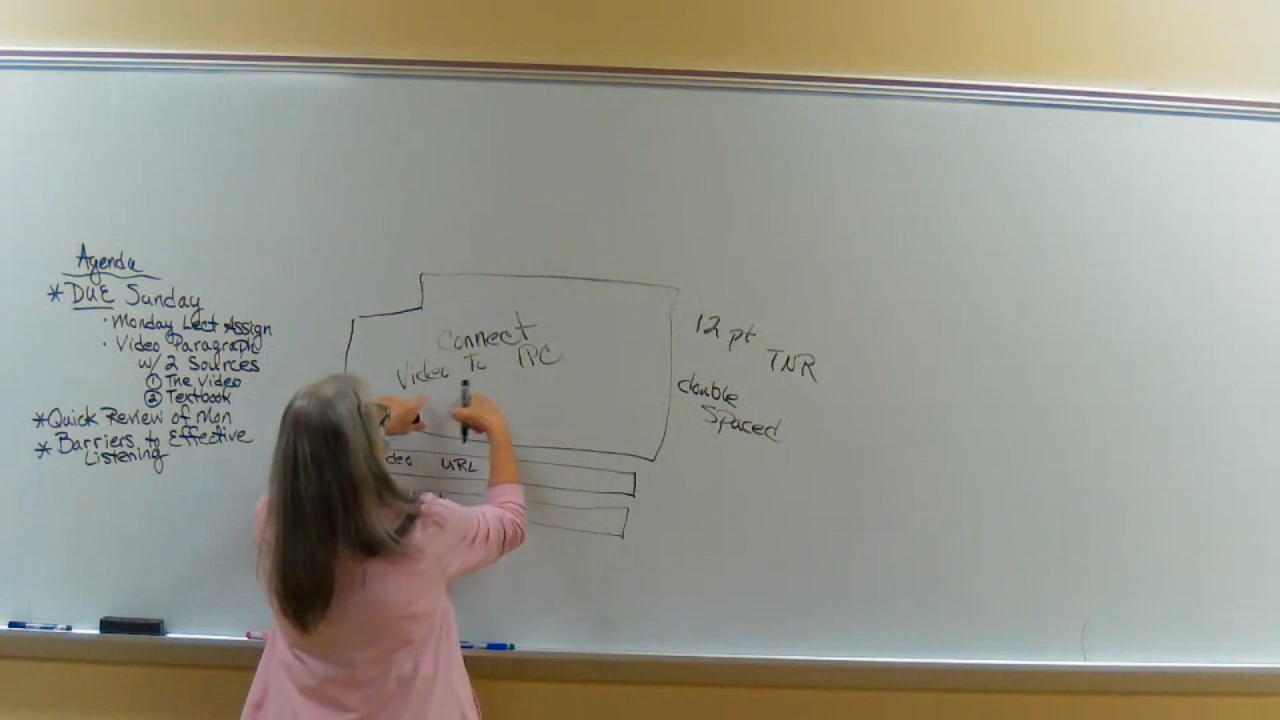 Agenda
* DUE Sunday
· Monday Lect Assign
· Video Paragraph
w/ 2 Sources
① The Video
② Textbook
* Quick Review of Mon
* Barriers to Effective
Listening
Connect
Video To IPC
URL
12 pt
TNR
double
Spaced